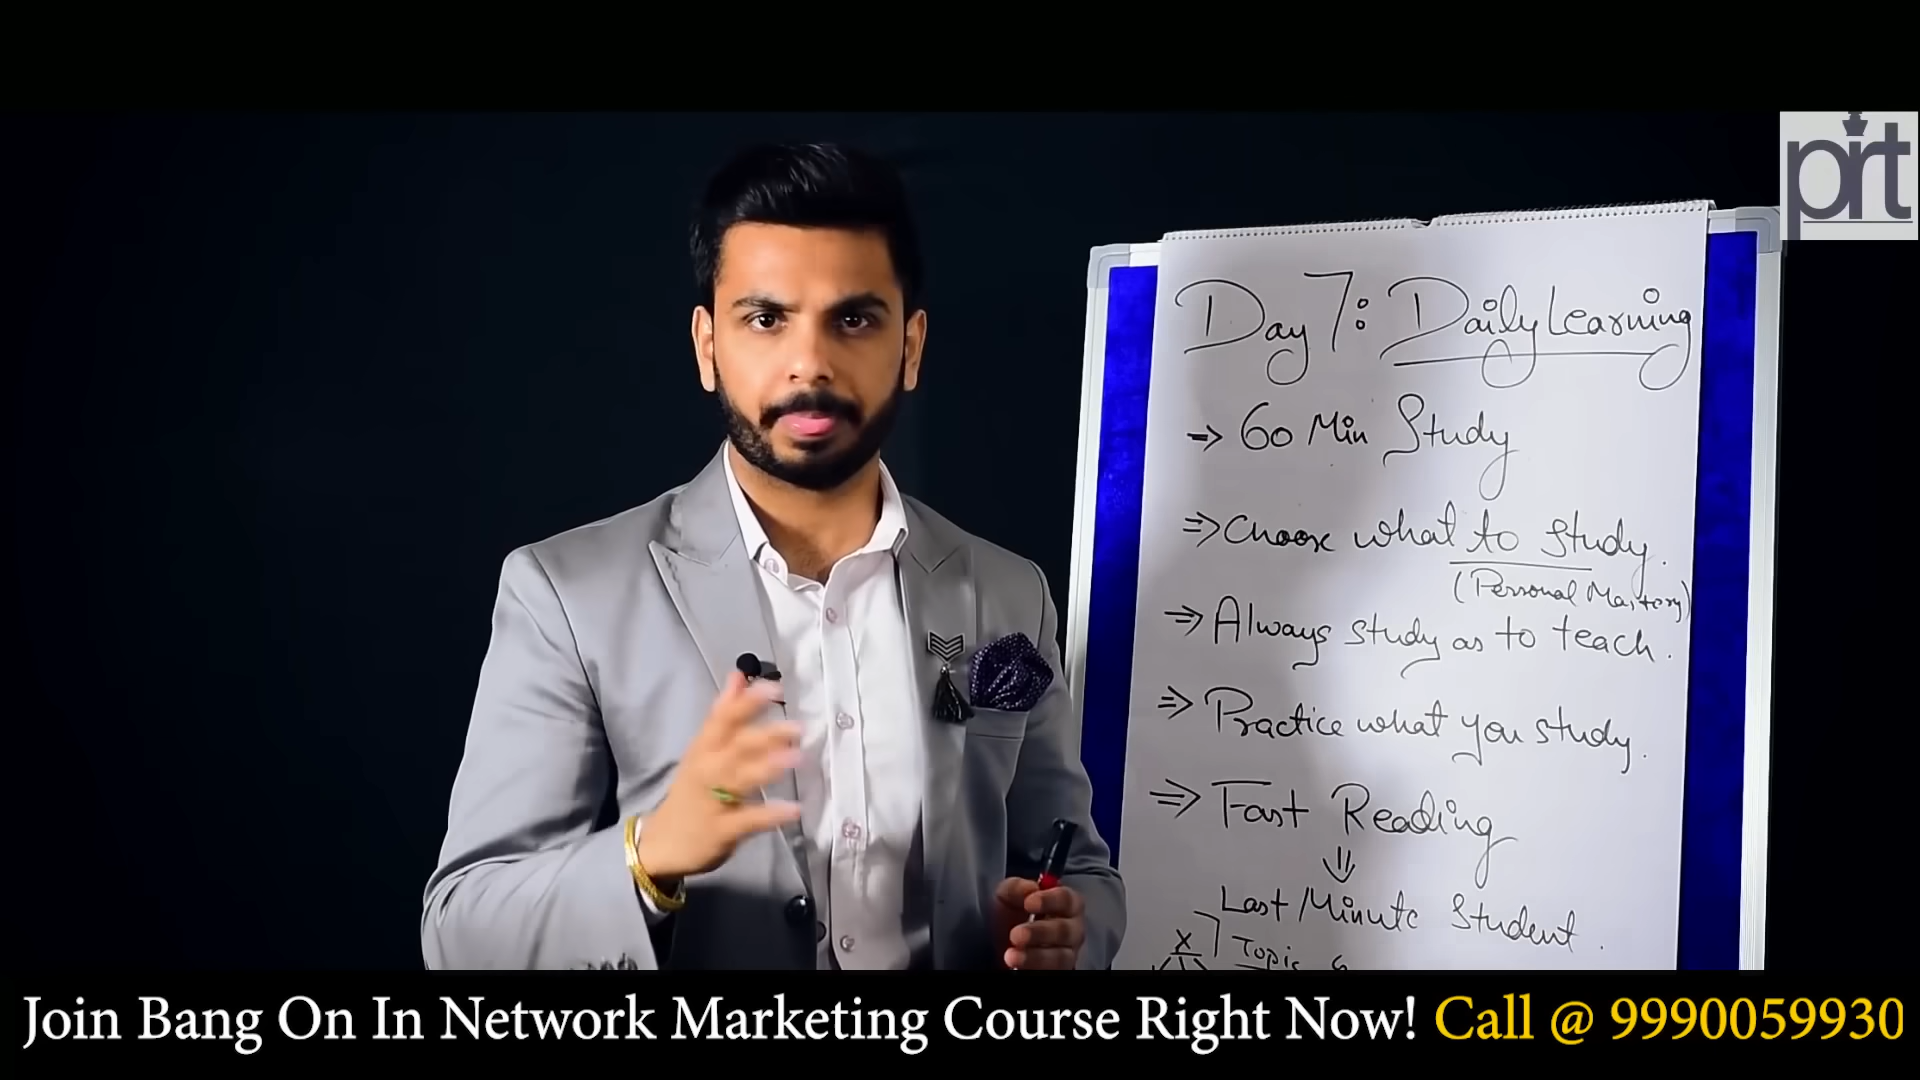 prt
Day 7: Daily Learning
⇒ 60 Min Study
⇒ Choose what to study.
(Personal Mastery)
⇒ Always study as to teach.
⇒ Practice what you study.
⇒ Fast Reading
⇓
Last Minute Student.
x Topic
Join Bang On In Network Marketing Course Right Now! Call @ 9990059930